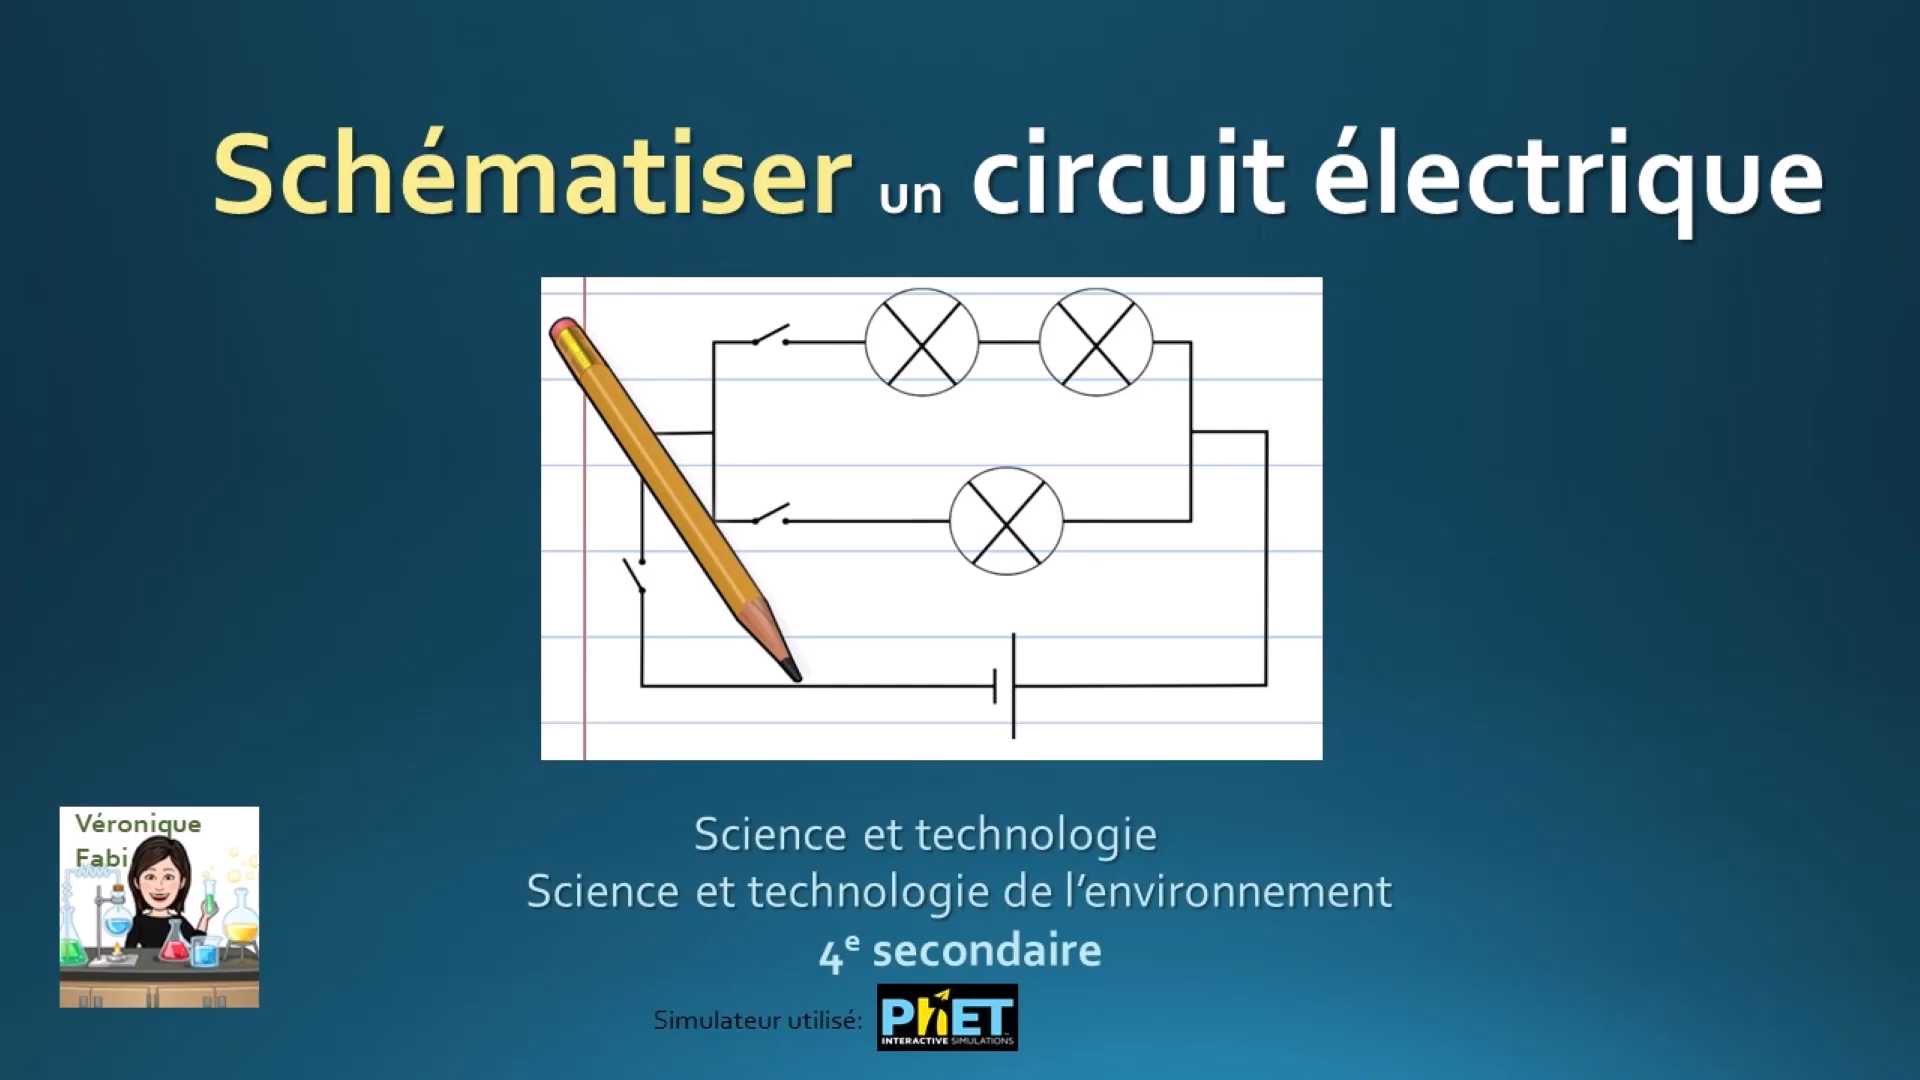 Schématiser un circuit électrique
Véronique
Fabi
Science et technologie
Science et technologie de l'environnement
4e secondaire
Simulateur utilisé:
PhET
INTERACTIVE SIMULATIONS